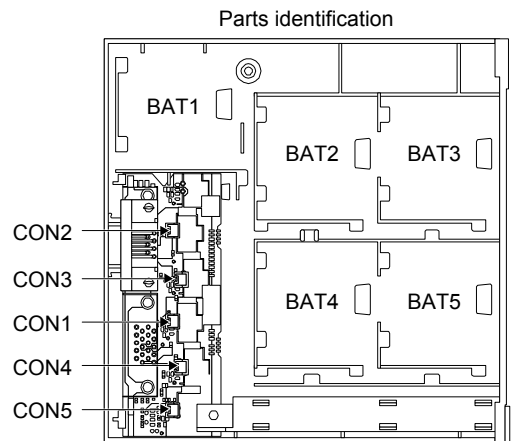 Parts identification
BAT1
BAT2
BAT3
CON2
CON3
BAT4
BAT5
CON1
CON4
CON5